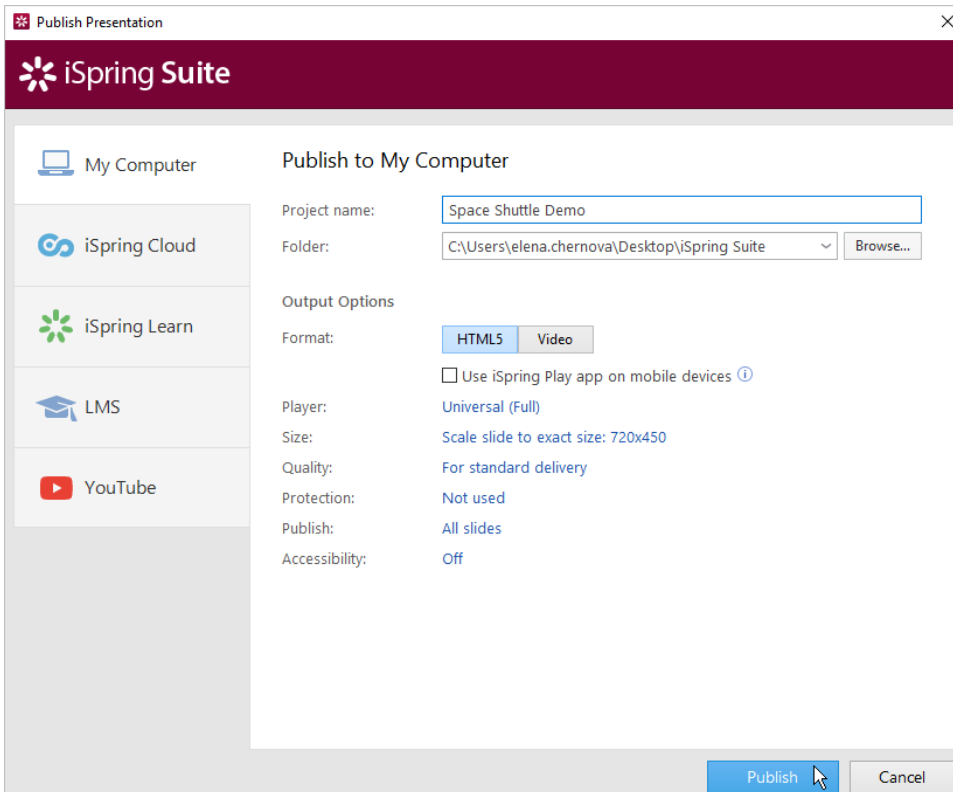 Publish Presentation
iSpring Suite
My Computer
iSpring Cloud
iSpring Learn
LMS
YouTube
Publish to My Computer
Project name: Space Shuttle Demo
Folder: C:\Users\elena.chernova\Desktop\iSpring Suite Browse...
Output Options
Format: HTML5 Video
Use iSpring Play app on mobile devices
Player: Universal (Full)
Size: Scale slide to exact size: 720x450
Quality: For standard delivery
Protection: Not used
Publish: All slides
Accessibility: Off
Publish Cancel